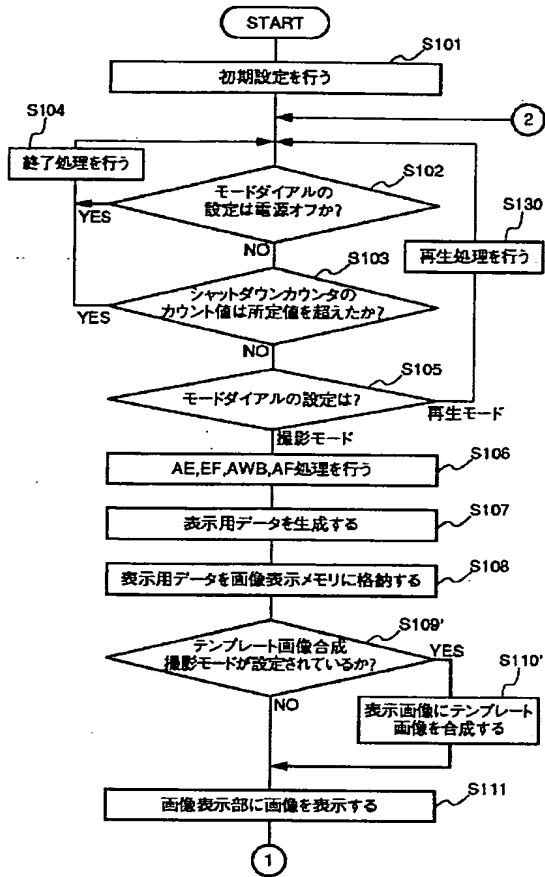 START
S101
初期設定を行う
2
S104
終了処理を行う
S102
モードダイアルの
設定は電源オフか?
YES
NO
S130
再生処理を行う
S103
シャットダウンカウンタの
カウント値は所定値を超えたか?
YES
NO
S105
モードダイアルの設定は?
再生モード
撮影モード
S106
AE,EF,AWB,AF処理を行う
S107
表示用データを生成する
S108
表示用データを画像表示メモリに格納する
S109'
テンプレート画像合成
撮影モードが設定されているか?
YES
NO
S110'
表示画像にテンプレート
画像を合成する
S111
画像表示部に画像を表示する
1